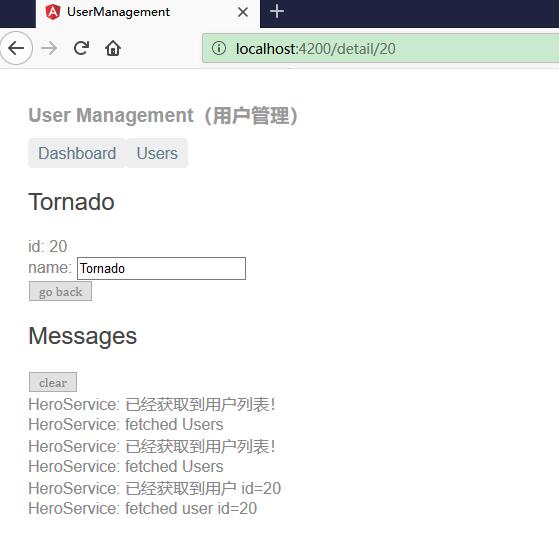 UserManagement
localhost:4200/detail/20
User Management（用户管理）
Dashboard Users
Tornado
id: 20
name: Tornado
go back
Messages
clear
HeroService: 已经获取到用户列表！
HeroService: fetched Users
HeroService: 已经获取到用户列表！
HeroService: fetched Users
HeroService: 已经获取到用户 id=20
HeroService: fetched user id=20